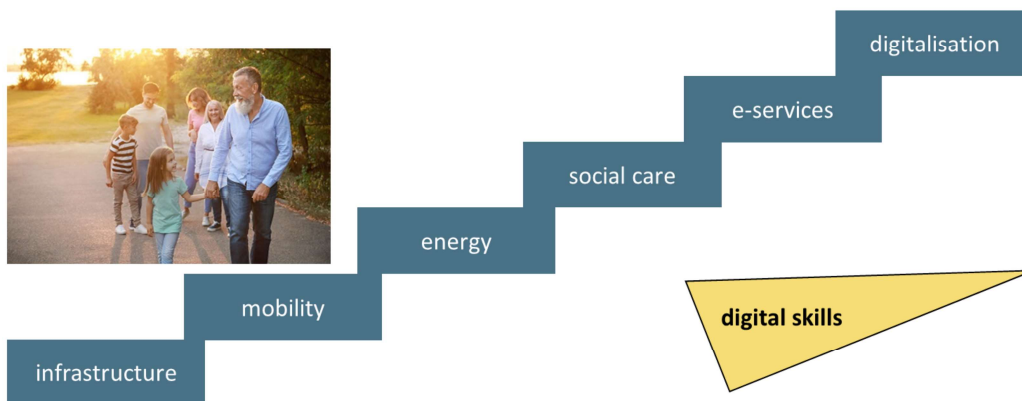 digitalisation
e-services
social care
energy
digital skills
mobility
infrastructure